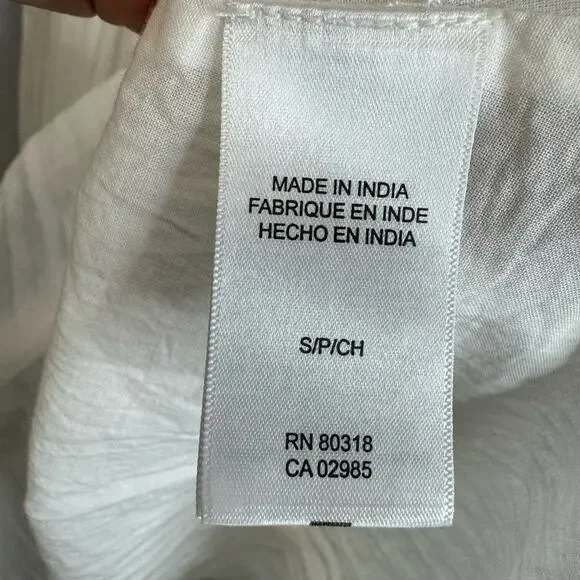 MADE IN INDIA
FABRIQUE EN INDE
HECHO EN INDIA
S/P/CH
RN 80318
CA 02985